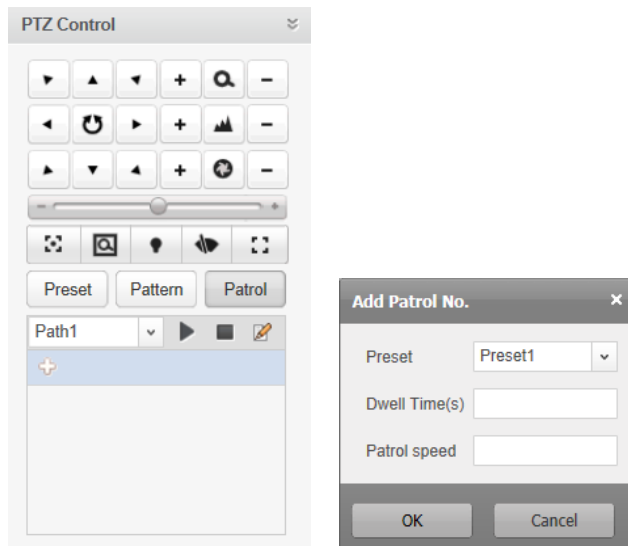 PTZ Control
Preset
Pattern
Patrol
Path1
Add Patrol No.
Preset
Preset1
Dwell Time(s)
Patrol speed
OK
Cancel